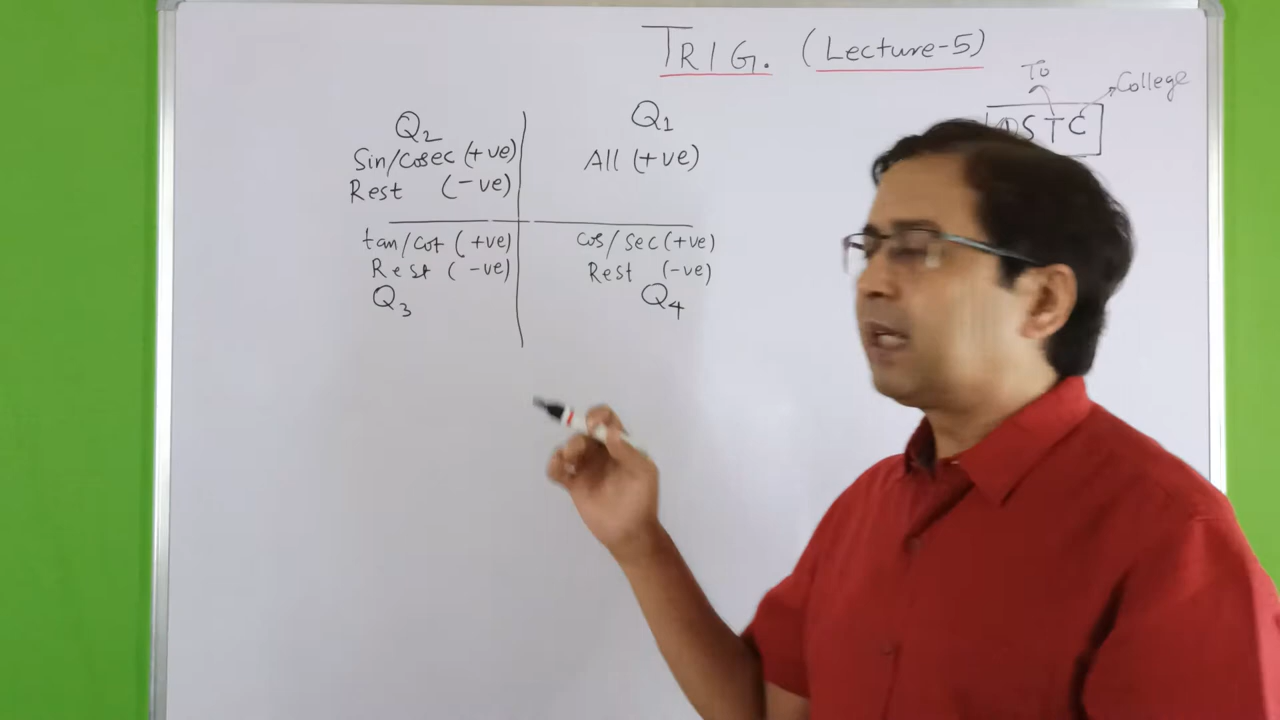 TRIG. (Lecture-5)
To
College
STC
Q2
Sin/Cosec (+ve)
Rest (-ve)
Q1
All (+ve)
tan/cot (+ve)
Rest (-ve)
Q3
cos/sec (+ve)
Rest (-ve)
Q4